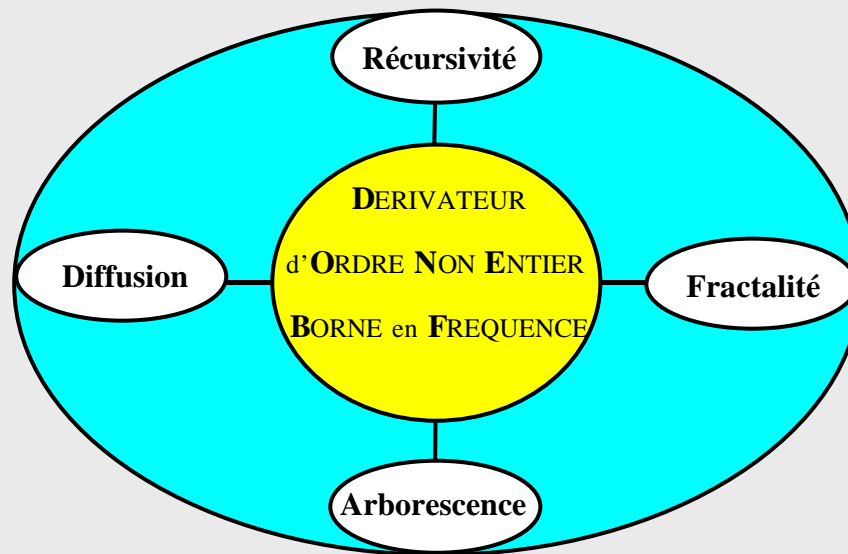 Récursivité
DERIVATEUR
d'ORDRE NON ENTIER
BORNE en FREQUENCE
Diffusion
Fractalité
Arborescence